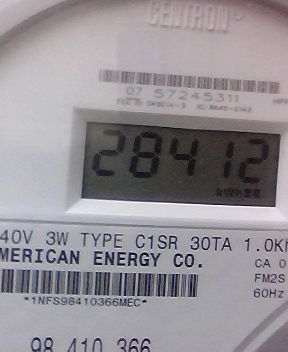 CENTRON
07 57245311
28412
kWh
40V 3W TYPE C1SR 30TA 1.0Kh
MERICAN ENERGY CO.
CA 0
FM2S
60Hz
*1NFS98410366MEC*
98 410 366